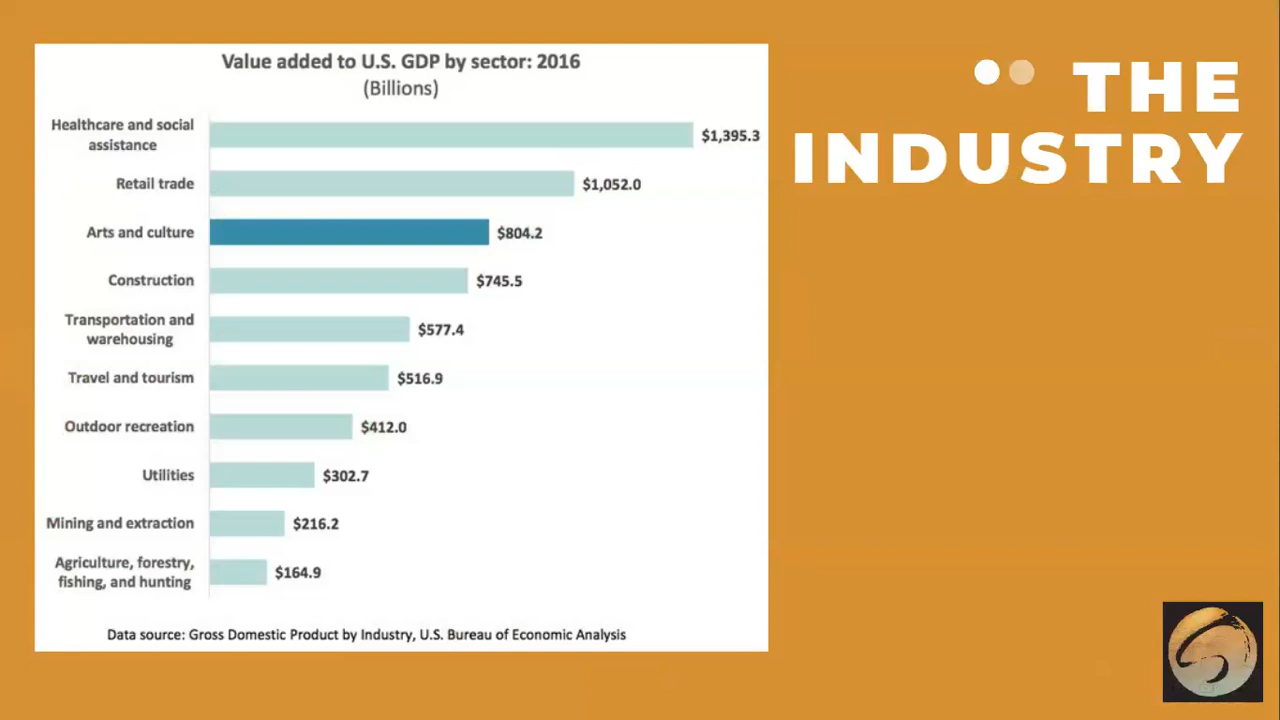 Value added to U.S. GDP by sector: 2016
(Billions)
Healthcare and social
assistance
$1,395.3
Retail trade
$1,052.0
Arts and culture
$804.2
Construction
$745.5
Transportation and
warehousing
$577.4
Travel and tourism
$516.9
Outdoor recreation
$412.0
Utilities
$302.7
Mining and extraction
$216.2
Agriculture, forestry,
fishing, and hunting
$164.9
Data source: Gross Domestic Product by Industry, U.S. Bureau of Economic Analysis
THE
INDUSTRY